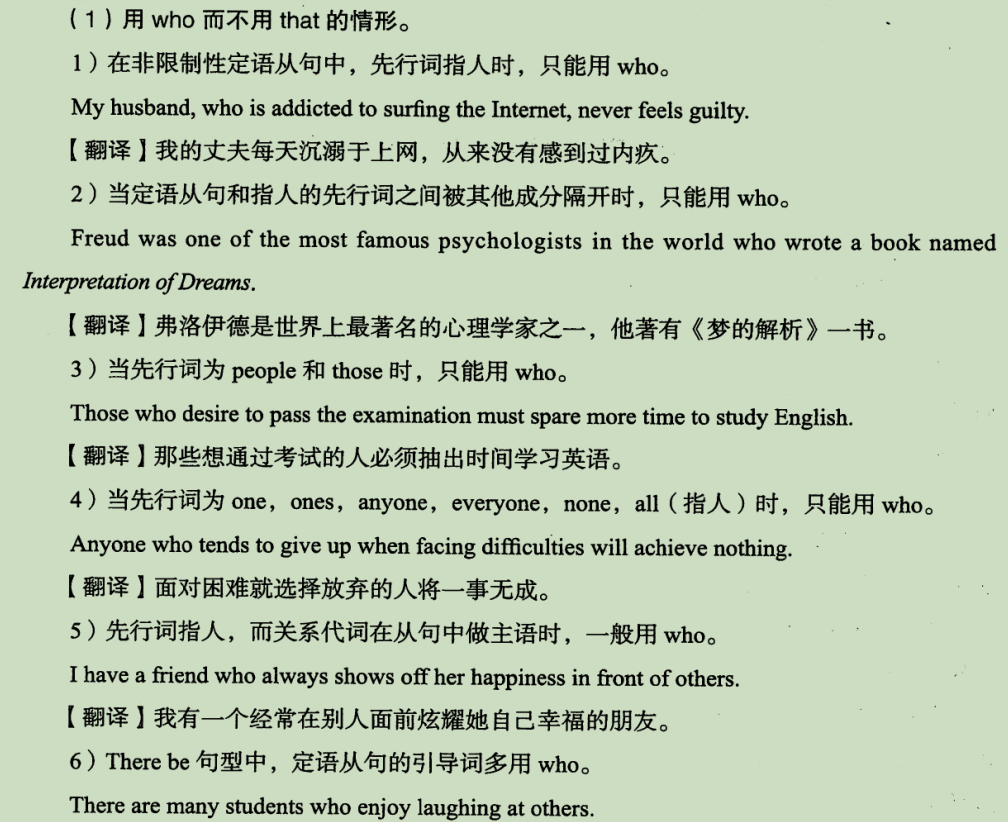 （1）用 who 而不用 that 的情形。
1）在非限制性定语从句中，先行词指人时，只能用 who。
My husband, who is addicted to surfing the Internet, never feels guilty.
【翻译】我的丈夫每天沉溺于上网，从来没有感到过内疚。
2）当定语从句和指人的先行词之间被其他成分隔开时，只能用 who。
Freud was one of the most famous psychologists in the world who wrote a book named
Interpretation of Dreams.
【翻译】弗洛伊德是世界上最著名的心理学家之一，他著有《梦的解析》一书。
3）当先行词为 people 和 those 时，只能用 who。
Those who desire to pass the examination must spare more time to study English.
【翻译】那些想通过考试的人必须抽出时间学习英语。
4）当先行词为 one，ones，anyone，everyone，none，all（指人）时，只能用 who。
Anyone who tends to give up when facing difficulties will achieve nothing.
【翻译】面对困难就选择放弃的人将一事无成。
5）先行词指人，而关系代词在从句中做主语时，一般用 who。
I have a friend who always shows off her happiness in front of others.
【翻译】我有一个经常在别人面前炫耀她自己幸福的朋友。
6）There be 句型中，定语从句的引导词多用 who。
There are many students who enjoy laughing at others.